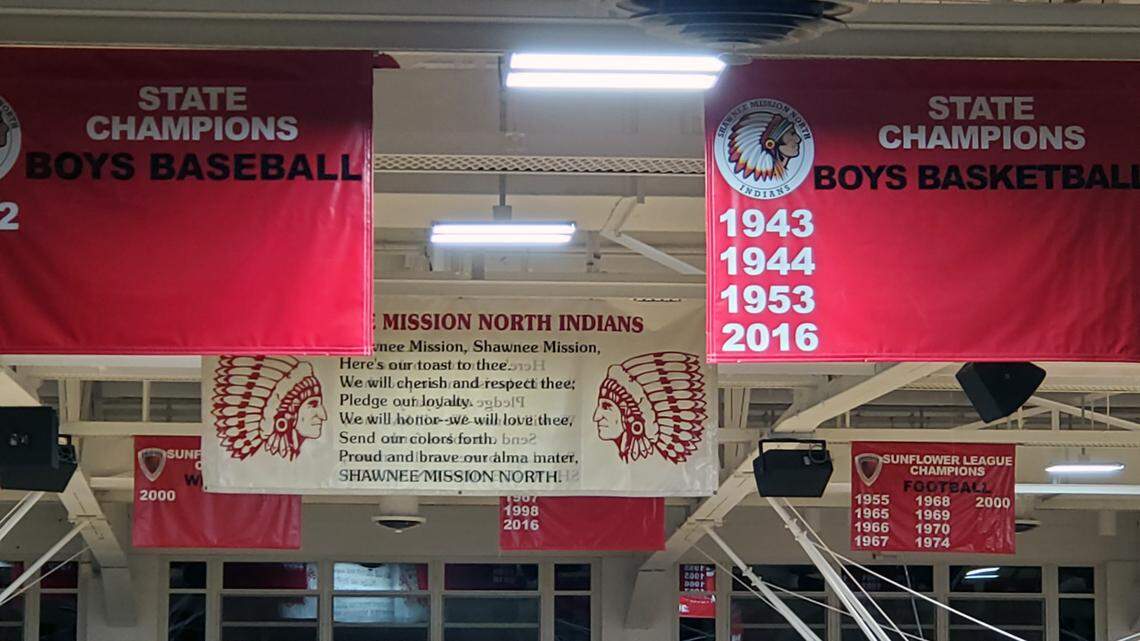 STATE
CHAMPIONS
BOYS BASEBALL
2
SHAWNEE MISSION NORTH
INDIANS
STATE
CHAMPIONS
BOYS BASKETBALL
1943
1944
1953
2016
MISSION NORTH INDIANS
wnee Mission, Shawnee Mission,
Here's our toast to thee.
We will cherish and respect thee;
Pledge our loyalty.
We will honor--we will love thee,
Send our colors forth.
Proud and brave our alma mater,
SHAWNEE MISSION NORTH.
SUNF
2000
1998
2016
SUNFLOWER LEAGUE
CHAMPIONS
FOOTBALL
1955 1968 2000
1965 1969
1966 1970
1967 1974